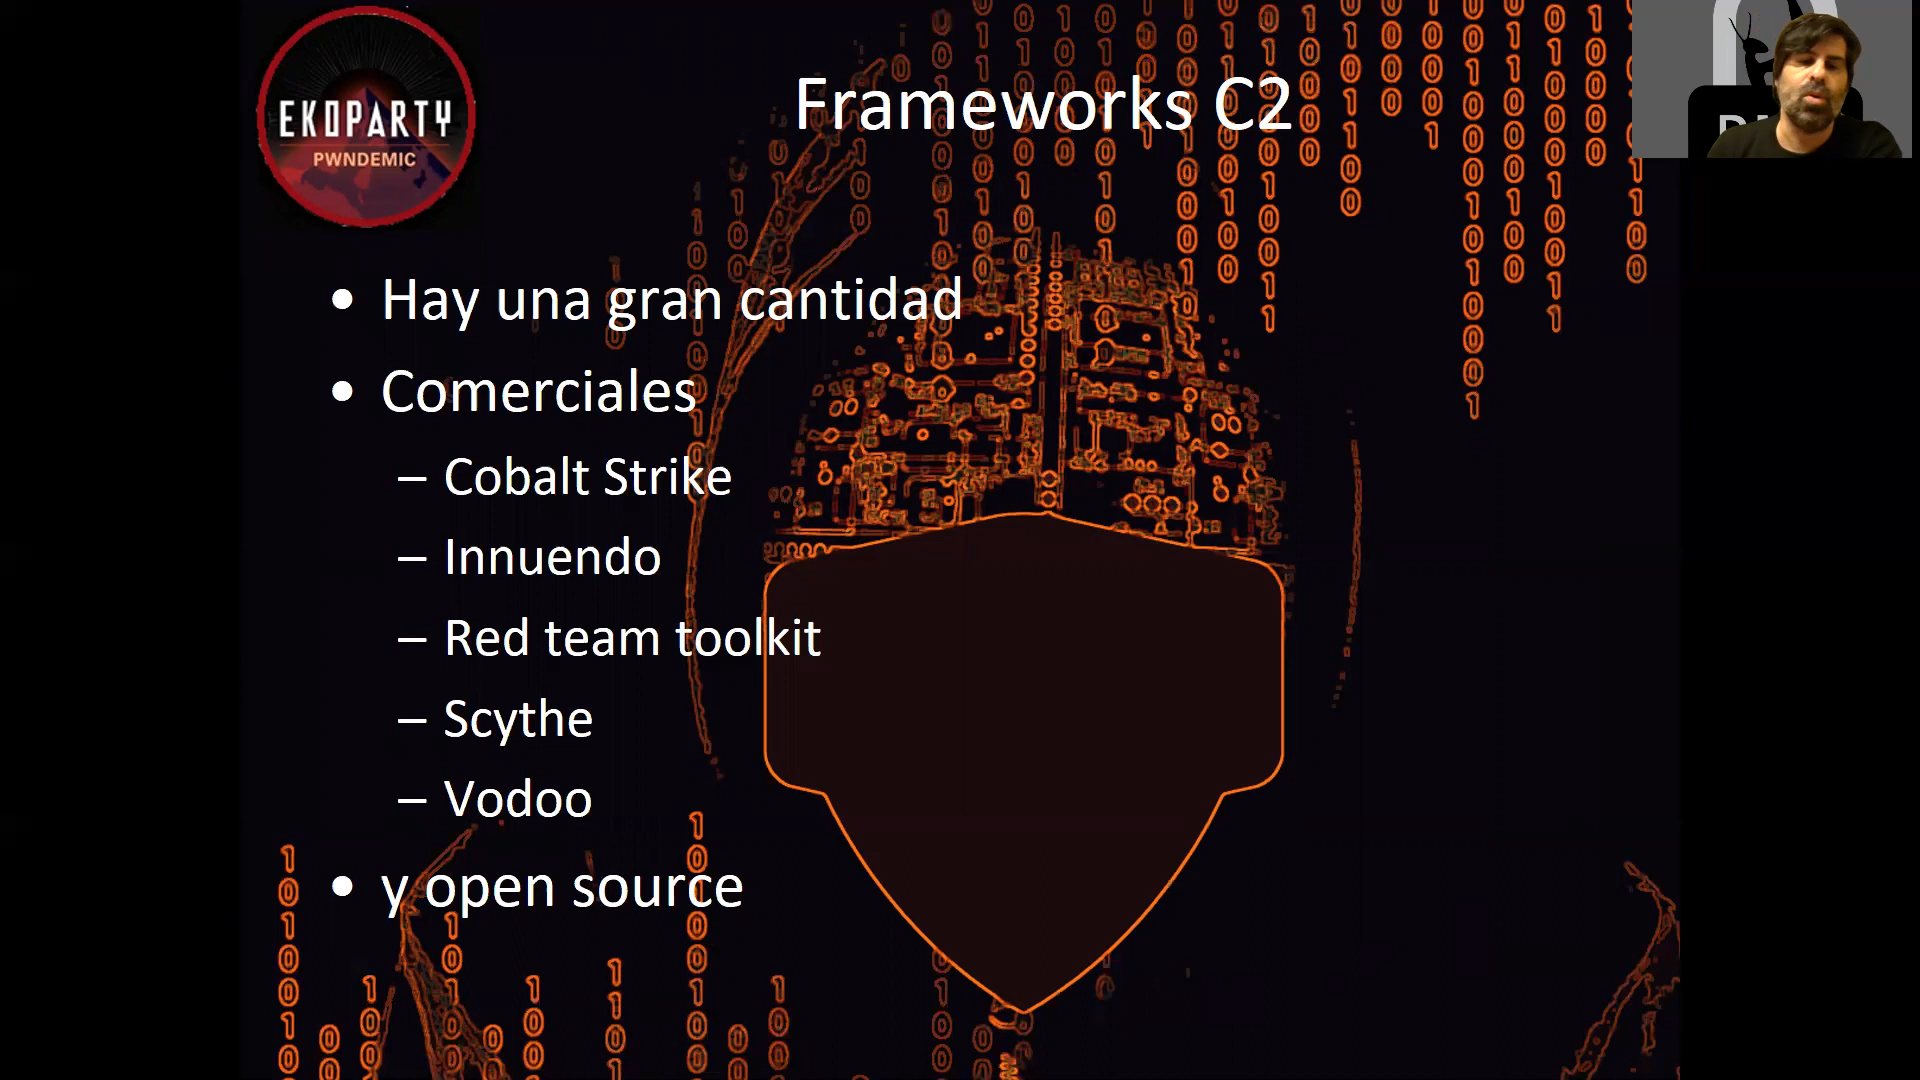 EKOPARTY
PWNDEMIC
Frameworks C2
• Hay una gran cantidad
• Comerciales
– Cobalt Strike
– Innuendo
– Red team toolkit
– Scythe
– Vodoo
• y open source